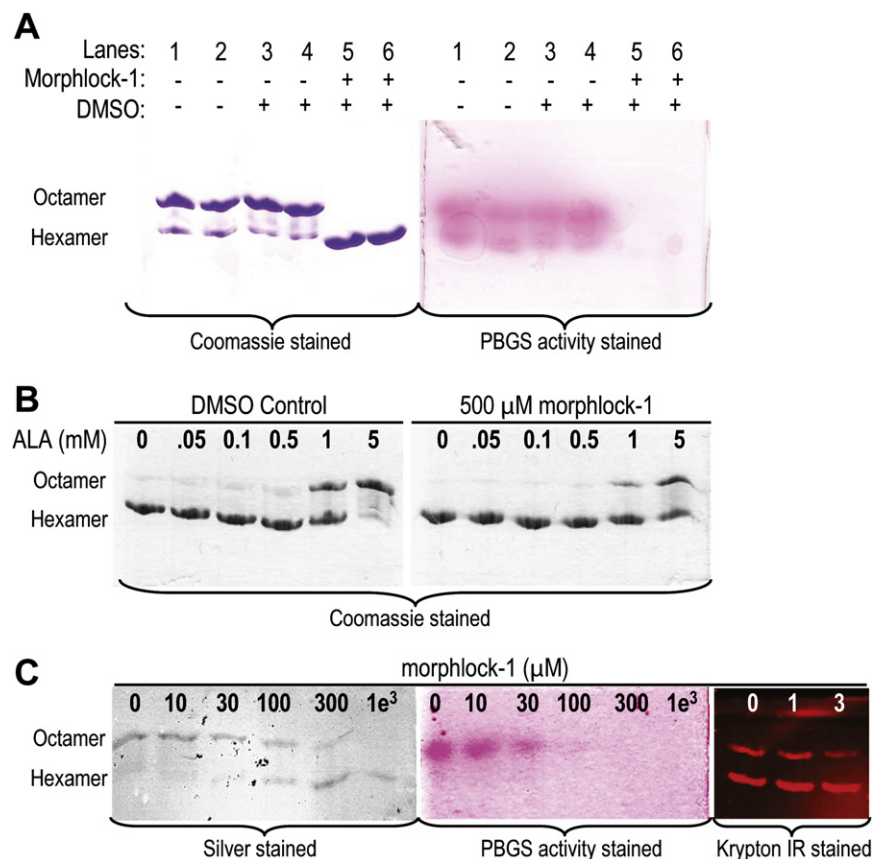 A
Lanes: 1 2 3 4 5 6 1 2 3 4 5 6
Morphlock-1: - - - - + + - - - - + +
DMSO: - - + + + + - - + + + +
Octamer
Hexamer
Coomassie stained PBGS activity stained
B
DMSO Control 500 µM morphlock-1
ALA (mM) 0 .05 0.1 0.5 1 5 0 .05 0.1 0.5 1 5
Octamer
Hexamer
Coomassie stained
C
morphlock-1 (µM)
0 10 30 100 300 1e³ 0 10 30 100 300 1e³ 0 1 3
Octamer
Hexamer
Silver stained PBGS activity stained Krypton IR stained